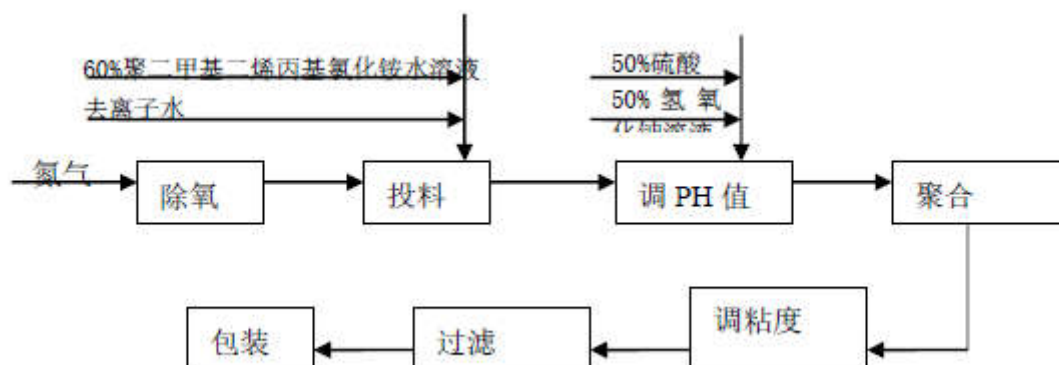 60%聚二甲基二烯丙基氯化铵水溶液
50%硫酸
去离子水
50% 氢 氧
氮气
除氧
投料
调 PH 值
聚合
包装
过滤
调粘度